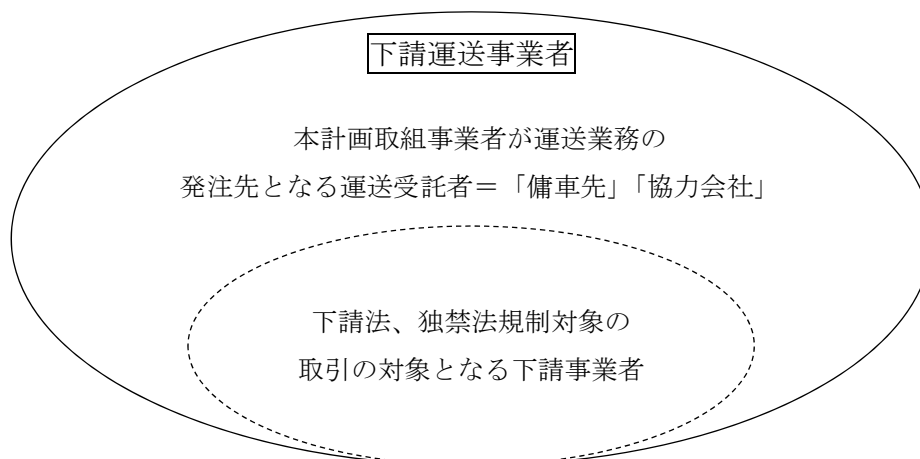 下請運送事業者
本計画取組事業者が運送業務の
発注先となる運送受託者＝「傭車先」「協力会社」
下請法、独禁法規制対象の
取引の対象となる下請事業者